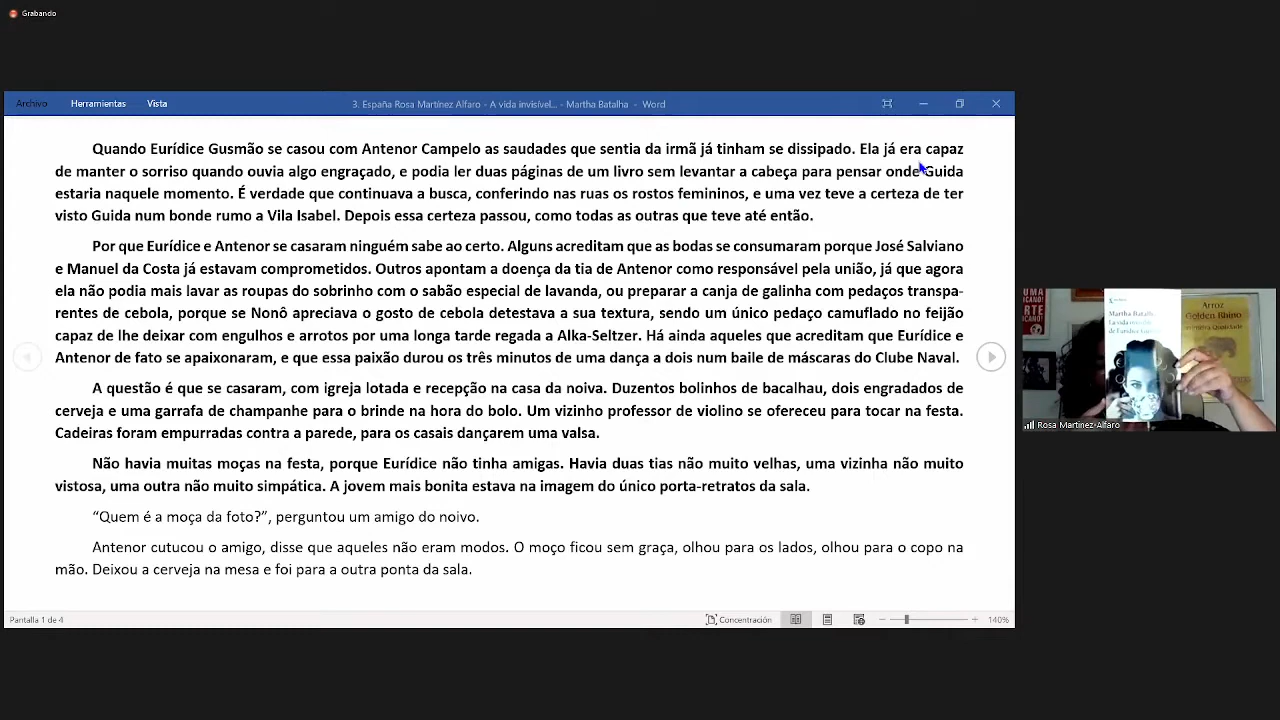 Grabando
Archivo
Herramientas
Vista
3. España Rosa Martínez Alfaro - A vida invisível... - Martha Batalha - Word
Quando Eurídice Gusmão se casou com Antenor Campelo as saudades que sentia da irmã já tinham se dissipado. Ela já era capaz
de manter o sorriso quando ouvia algo engraçado, e podia ler duas páginas de um livro sem levantar a cabeça para pensar onde Guida
estaria naquele momento. É verdade que continuava a busca, conferindo nas ruas os rostos femininos, e uma vez teve a certeza de ter
visto Guida num bonde rumo a Vila Isabel. Depois essa certeza passou, como todas as outras que teve até então.
Por que Eurídice e Antenor se casaram ninguém sabe ao certo. Alguns acreditam que as bodas se consumaram porque José Salviano
e Manuel da Costa já estavam comprometidos. Outros apontam a doença da tia de Antenor como responsável pela união, já que agora
ela não podia mais lavar as roupas do sobrinho com o sabão especial de lavanda, ou preparar a canja de galinha com pedaços transpa-
rentes de cebola, porque se Nonô apreciava o gosto de cebola detestava a sua textura, sendo um único pedaço camuflado no feijão
capaz de lhe deixar com engulhos e arrotos por uma longa tarde regada a Alka-Seltzer. Há ainda aqueles que acreditam que Eurídice e
Antenor de fato se apaixonaram, e que essa paixão durou os três minutos de uma dança a dois num baile de máscaras do Clube Naval.
A questão é que se casaram, com igreja lotada e recepção na casa da noiva. Duzentos bolinhos de bacalhau, dois engradados de
cerveja e uma garrafa de champanhe para o brinde na hora do bolo. Um vizinho professor de violino se ofereceu para tocar na festa.
Cadeiras foram empurradas contra a parede, para os casais dançarem uma valsa.
Não havia muitas moças na festa, porque Eurídice não tinha amigas. Havia duas tias não muito velhas, uma vizinha não muito
vistosa, uma outra não muito simpática. A jovem mais bonita estava na imagem do único porta-retratos da sala.
“Quem é a moça da foto?”, perguntou um amigo do noivo.
Antenor cutucou o amigo, disse que aqueles não eram modos. O moço ficou sem graça, olhou para os lados, olhou para o copo na
mão. Deixou a cerveja na mesa e foi para a outra ponta da sala.
Pantalla 1 de 4
Concentración
140%
Martha Batalha
La vida invisible
de Eurídice Gusmão
Arroz
Golden Rhino
Rosa Martínez Alfaro